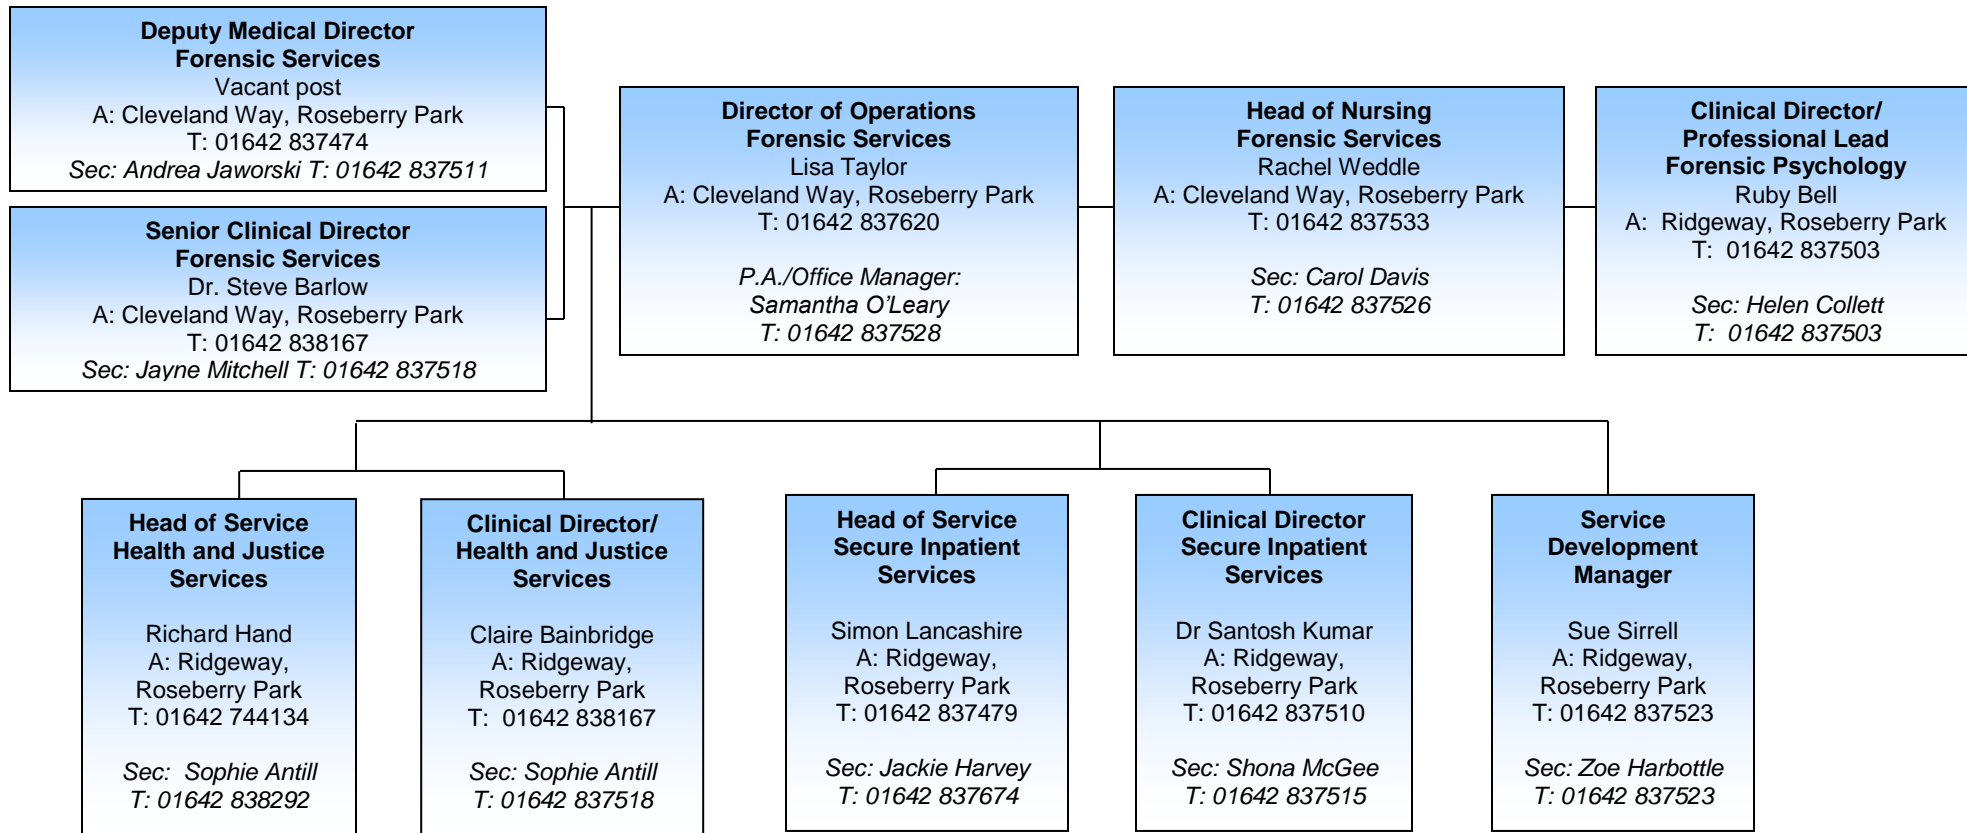 Deputy Medical Director
Forensic Services
Vacant post
A: Cleveland Way, Roseberry Park
T: 01642 837474
Sec: Andrea Jaworski T: 01642 837511
Senior Clinical Director
Forensic Services
Dr. Steve Barlow
A: Cleveland Way, Roseberry Park
T: 01642 838167
Sec: Jayne Mitchell T: 01642 837518
Director of Operations
Forensic Services
Lisa Taylor
A: Cleveland Way, Roseberry Park
T: 01642 837620
P.A./Office Manager:
Samantha O’Leary
T: 01642 837528
Head of Nursing
Forensic Services
Rachel Weddle
A: Cleveland Way, Roseberry Park
T: 01642 837533
Sec: Carol Davis
T: 01642 837526
Clinical Director/
Professional Lead
Forensic Psychology
Ruby Bell
A: Ridgeway, Roseberry Park
T: 01642 837503
Sec: Helen Collett
T: 01642 837503
Head of Service
Health and Justice
Services
Richard Hand
A: Ridgeway,
Roseberry Park
T: 01642 744134
Sec: Sophie Antill
T: 01642 838292
Clinical Director/
Health and Justice
Services
Claire Bainbridge
A: Ridgeway,
Roseberry Park
T: 01642 838167
Sec: Sophie Antill
T: 01642 837518
Head of Service
Secure Inpatient
Services
Simon Lancashire
A: Ridgeway,
Roseberry Park
T: 01642 837479
Sec: Jackie Harvey
T: 01642 837674
Clinical Director
Secure Inpatient
Services
Dr Santosh Kumar
A: Ridgeway,
Roseberry Park
T: 01642 837510
Sec: Shona McGee
T: 01642 837515
Service
Development
Manager
Sue Sirrell
A: Ridgeway,
Roseberry Park
T: 01642 837523
Sec: Zoe Harbottle
T: 01642 837523